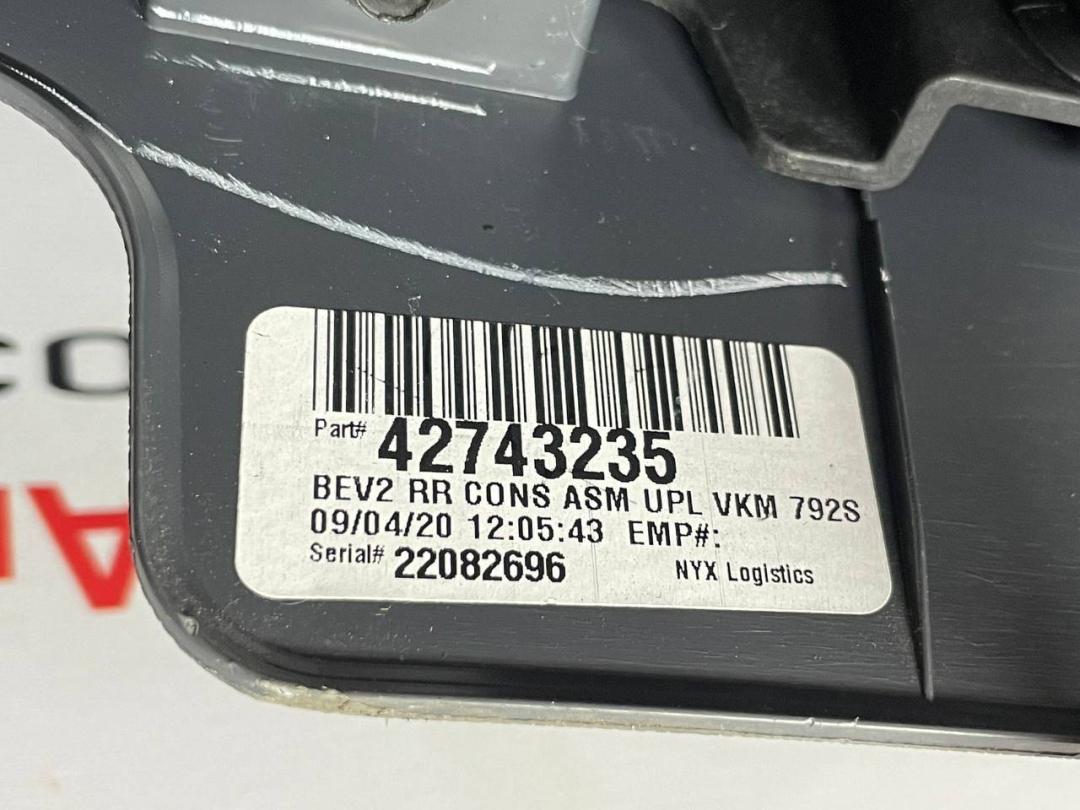 Part# 42743235
BEV2 RR CONS ASM UPL VKM 792S
09/04/20 12:05:43 EMP#:
Serial# 22082696 NYX Logistics